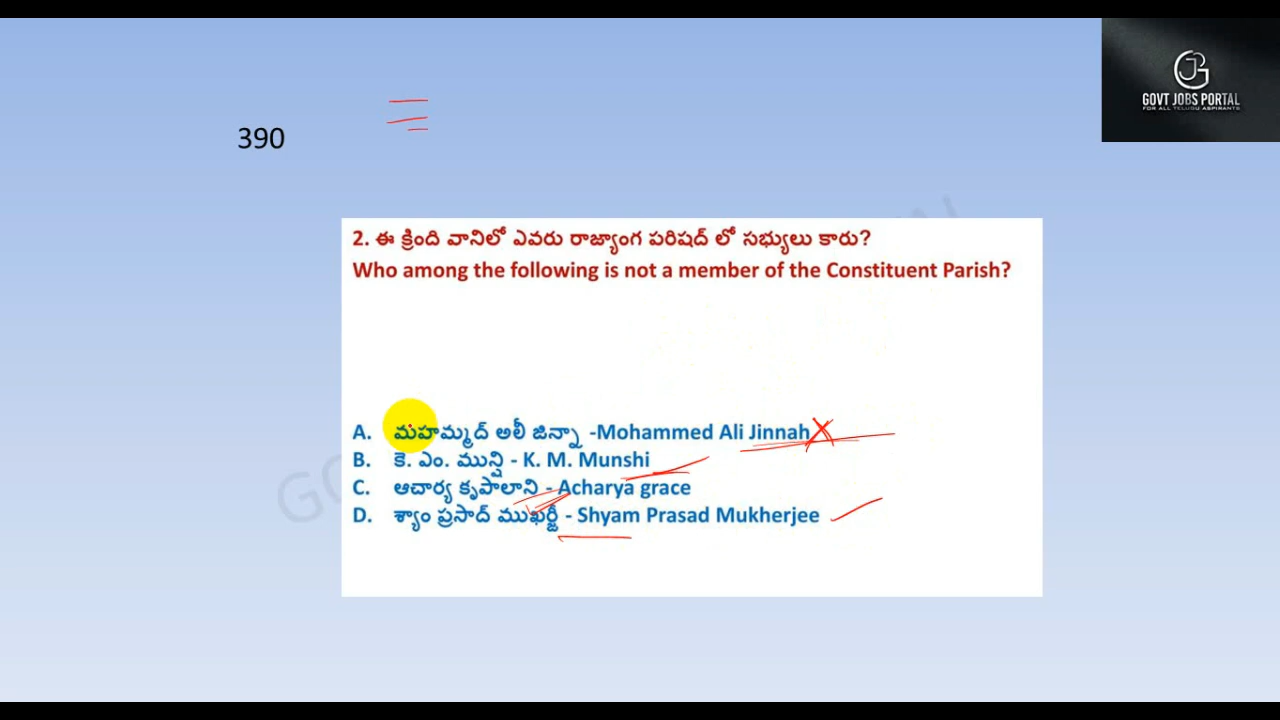 GOVT JOBS PORTAL
FOR ALL TELUGU ASPIRANTS
390
2. ఈ క్రింది వానిలో ఎవరు రాజ్యాంగ పరిషద్ లో సభ్యులు కారు?
Who among the following is not a member of the Constituent Parish?
A. మహమ్మద్ అలీ జిన్నా -Mohammed Ali Jinnah
B. కె. ఎం. మున్షి - K. M. Munshi
C. ఆచార్య కృపాలాని - Acharya grace
D. శ్యాం ప్రసాద్ ముఖర్జీ - Shyam Prasad Mukherjee